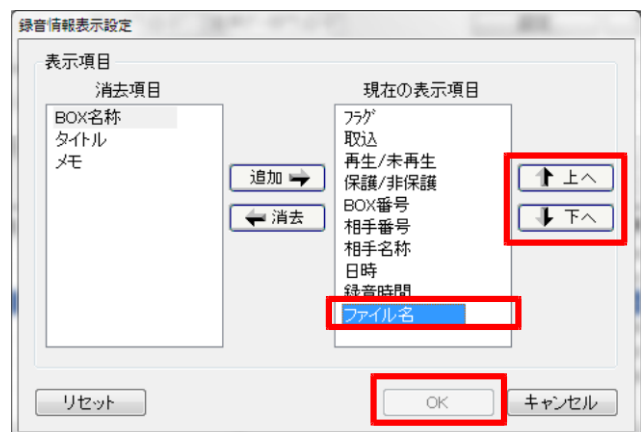 録音情報表示設定
表示項目
消去項目
BOX名称
タイトル
メモ
追加
消去
現在の表示項目
フラグ
取込
再生/未再生
保護/非保護
BOX番号
相手番号
相手名称
日時
録音時間
ファイル名
上へ
下へ
リセット
OK
キャンセル